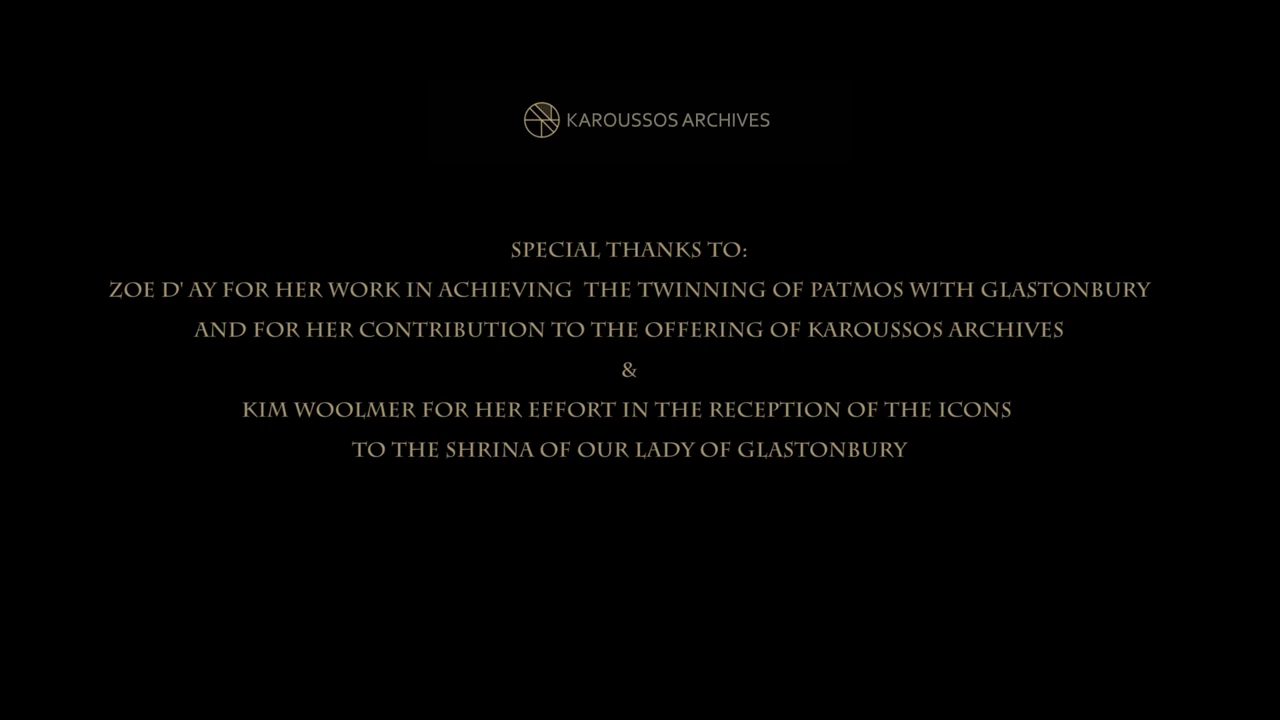 KAROUSSOS ARCHIVES
SPECIAL THANKS TO:
ZOE D' AY FOR HER WORK IN ACHIEVING THE TWINNING OF PATMOS WITH GLASTONBURY
AND FOR HER CONTRIBUTION TO THE OFFERING OF KAROUSSOS ARCHIVES
&
KIM WOOLMER FOR HER EFFORT IN THE RECEPTION OF THE ICONS
TO THE SHRINA OF OUR LADY OF GLASTONBURY